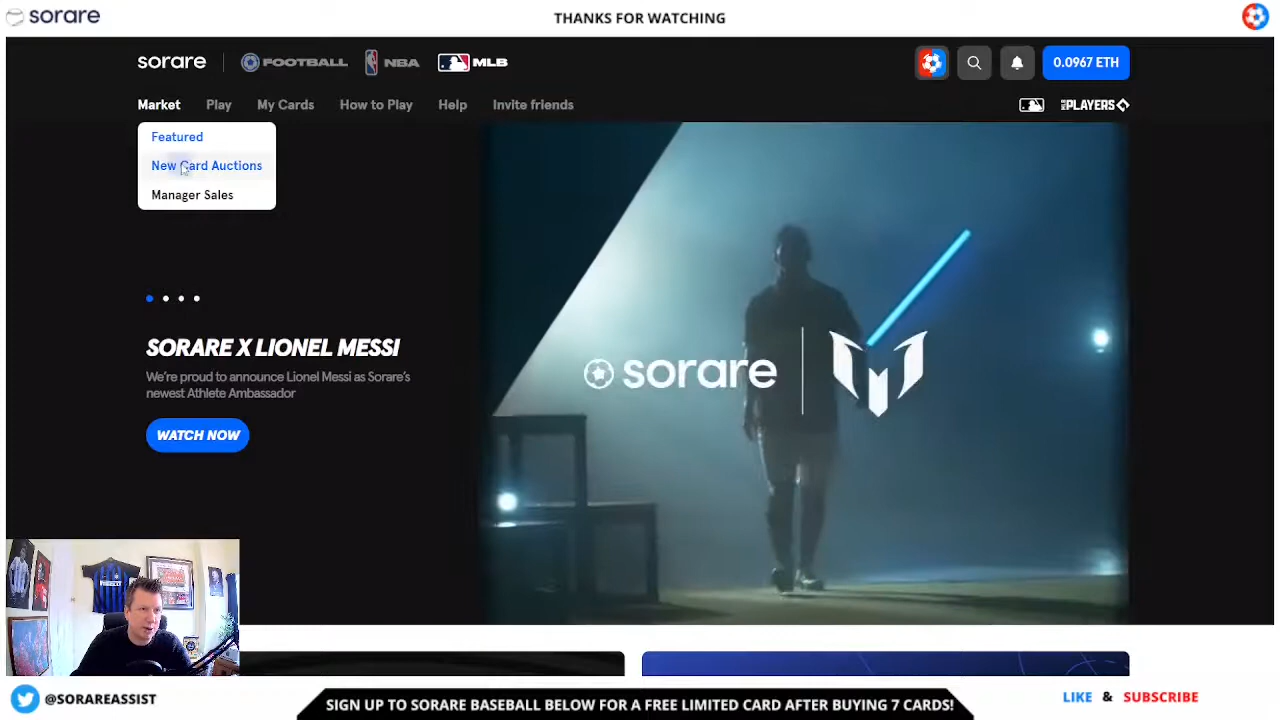 sorare
THANKS FOR WATCHING
sorare
FOOTBALL
NBA
MLB
0.0967 ETH
Market
Play
My Cards
How to Play
Help
Invite friends
PLAYERS
Featured
New Card Auctions
Manager Sales
sorare
SORARE X LIONEL MESSI
We're proud to announce Lionel Messi as Sorare's
newest Athlete Ambassador
WATCH NOW
@SORAREASSIST
SIGN UP TO SORARE BASEBALL BELOW FOR A FREE LIMITED CARD AFTER BUYING 7 CARDS!
LIKE & SUBSCRIBE